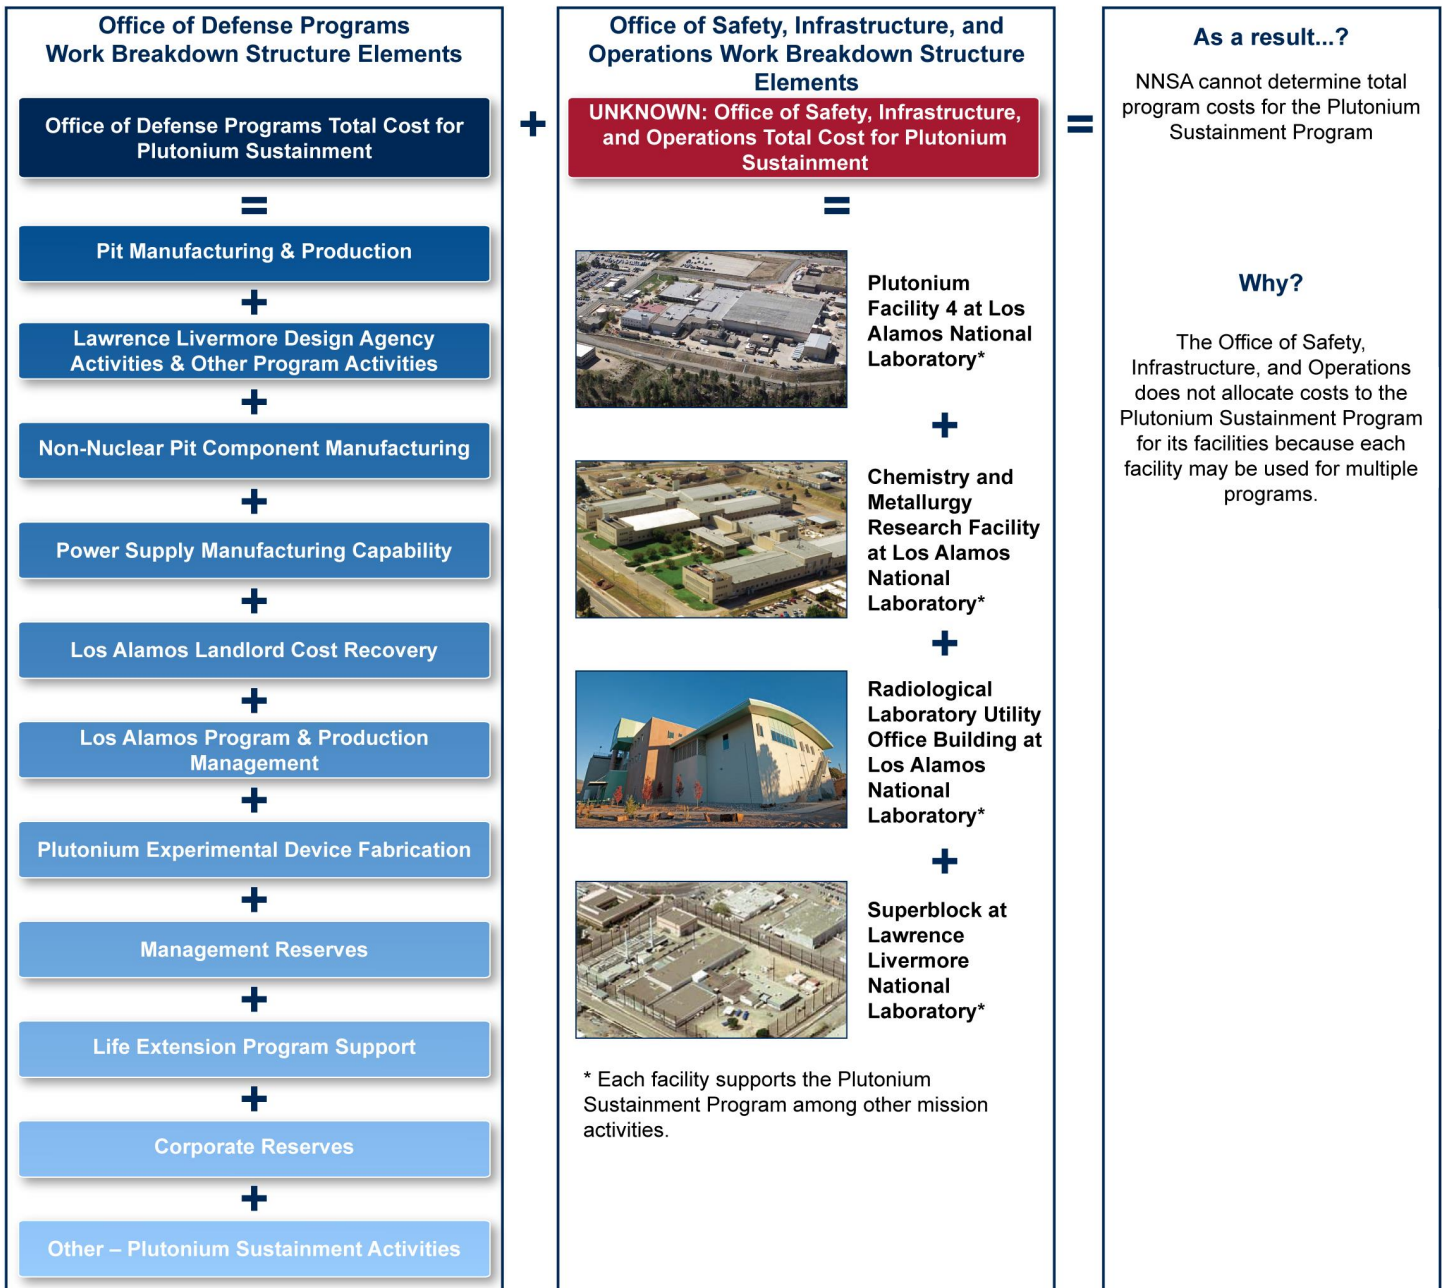 Office of Defense Programs
Work Breakdown Structure Elements
Office of Defense Programs Total Cost for
Plutonium Sustainment
=
Pit Manufacturing & Production
+
Lawrence Livermore Design Agency
Activities & Other Program Activities
+
Non-Nuclear Pit Component Manufacturing
+
Power Supply Manufacturing Capability
+
Los Alamos Landlord Cost Recovery
+
Los Alamos Program & Production
Management
+
Plutonium Experimental Device Fabrication
+
Management Reserves
+
Life Extension Program Support
+
Corporate Reserves
+
Other – Plutonium Sustainment Activities
+
Office of Safety, Infrastructure, and
Operations Work Breakdown Structure
Elements
UNKNOWN: Office of Safety, Infrastructure,
and Operations Total Cost for Plutonium
Sustainment
=
Plutonium
Facility 4 at Los
Alamos National
Laboratory*
+
Chemistry and
Metallurgy
Research Facility
at Los Alamos
National
Laboratory*
+
Radiological
Laboratory Utility
Office Building at
Los Alamos
National
Laboratory*
+
Superblock at
Lawrence
Livermore
National
Laboratory*
* Each facility supports the Plutonium
Sustainment Program among other mission
activities.
=
As a result...?
NNSA cannot determine total
program costs for the Plutonium
Sustainment Program
Why?
The Office of Safety,
Infrastructure, and Operations
does not allocate costs to the
Plutonium Sustainment Program
for its facilities because each
facility may be used for multiple
programs.